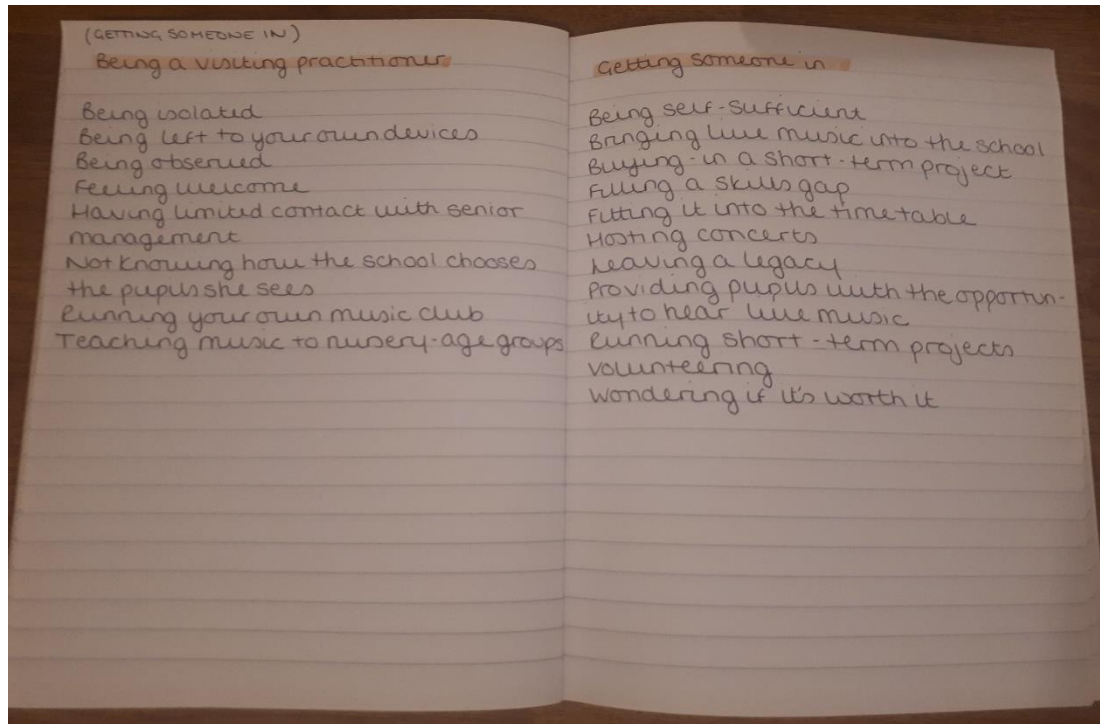 (GETTING SOMEONE IN)
Being a visiting practitioner
Being isolated
Being left to your own devices
Being observed
Feeling welcome
Having limited contact with senior
management
Not knowing how the school chooses
the pupils she sees
Running your own music club
Teaching music to nursery-age groups
Getting someone in
Being self-sufficient
Bringing live music into the school
Buying-in a short-term project
Filling a skills gap
Fitting it into the timetable
Hosting concerts
Leaving a legacy
Providing pupils with the opportun-
ity to hear live music
Running short-term projects
Volunteering
Wondering if it's worth it